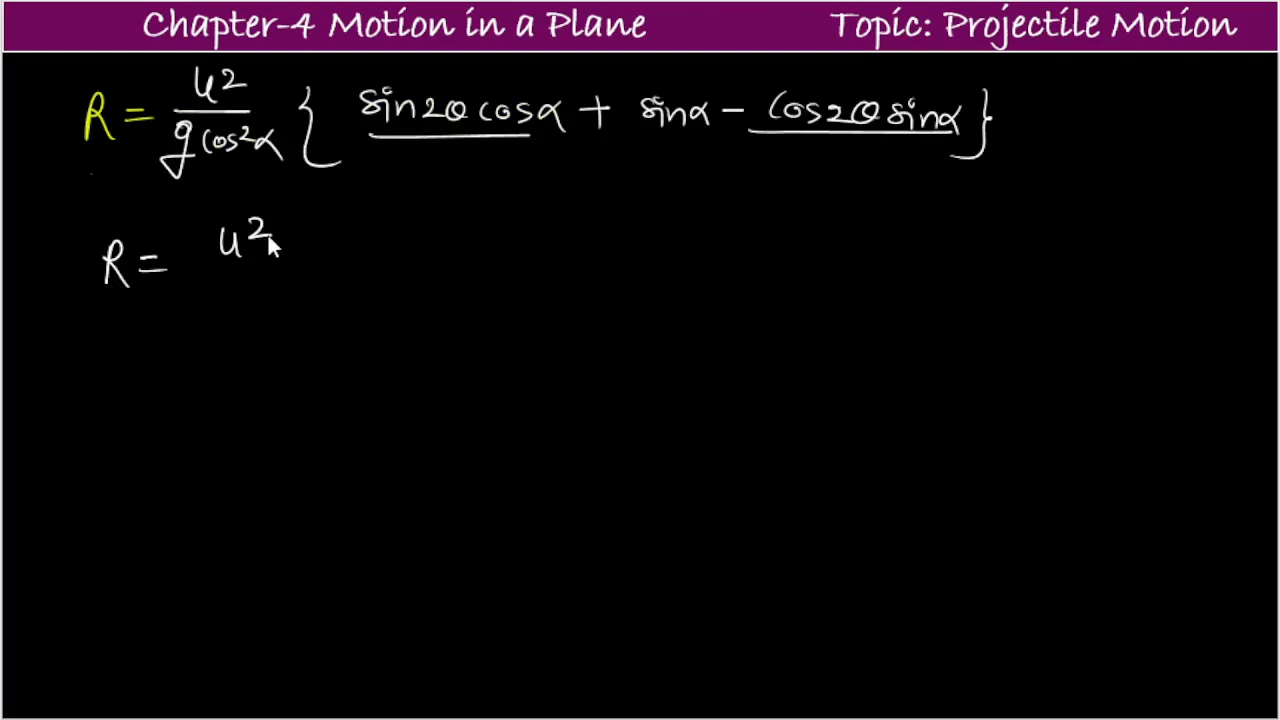 Chapter-4 Motion in a Plane Topic: Projectile Motion
R = u² / g cos²α { sin2θ cosα + sinα - cos2θ sinα }
R = u²